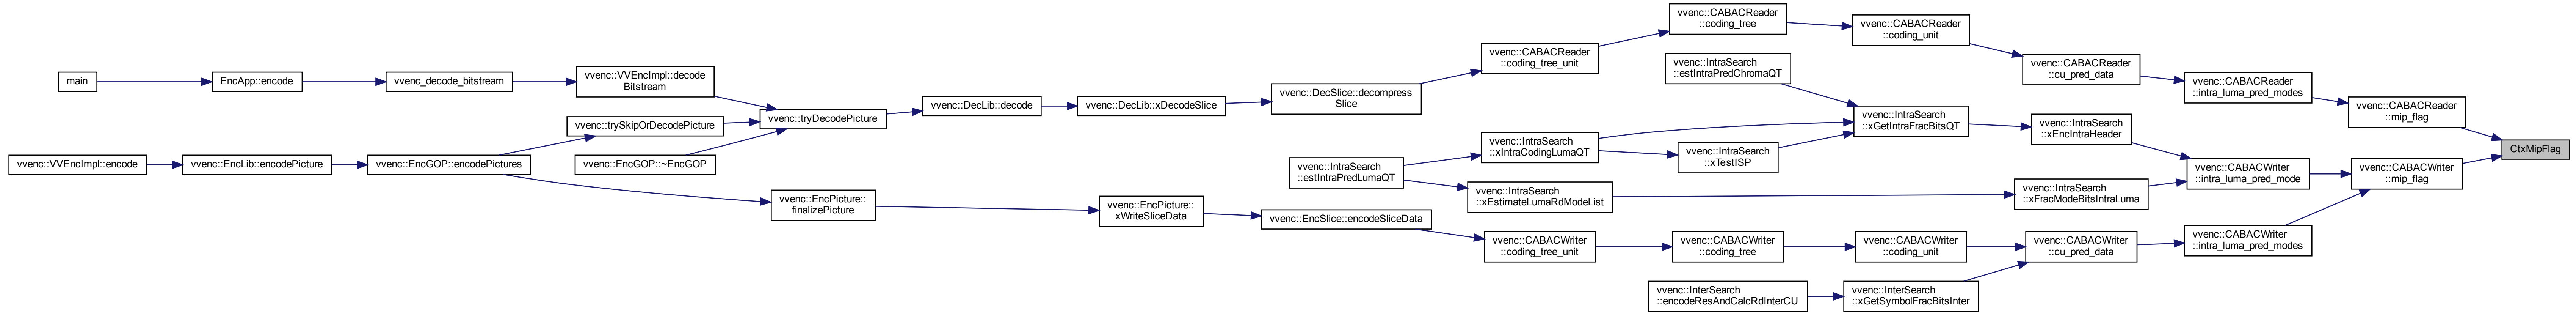 main
EncApp::encode
vvenc_decode_bitstream
vvenc::VVEncImpl::decode
Bitstream
vvenc::VVEncImpl::encode
vvenc::EncLib::encodePicture
vvenc::EncGOP::encodePictures
vvenc::trySkipOrDecodePicture
vvenc::EncGOP::~EncGOP
vvenc::tryDecodePicture
vvenc::EncPicture::
finalizePicture
vvenc::DecLib::decode
vvenc::DecLib::xDecodeSlice
vvenc::EncPicture::
xWriteSliceData
vvenc::DecSlice::decompress
Slice
vvenc::IntraSearch
::estIntraPredLumaQT
vvenc::EncSlice::encodeSliceData
vvenc::CABACReader
::coding_tree_unit
vvenc::IntraSearch
::xIntraCodingLumaQT
vvenc::IntraSearch
::xEstimateLumaRdModeList
vvenc::CABACWriter
::coding_tree_unit
vvenc::CABACReader
::coding_tree
vvenc::IntraSearch
::estIntraPredChromaQT
vvenc::IntraSearch
::xTestISP
vvenc::CABACWriter
::coding_tree
vvenc::InterSearch
::encodeResAndCalcRdInterCU
vvenc::CABACReader
::coding_unit
vvenc::IntraSearch
::xGetIntraFracBitsQT
vvenc::CABACWriter
::coding_unit
vvenc::InterSearch
::xGetSymbolFracBitsInter
vvenc::CABACReader
::cu_pred_data
vvenc::IntraSearch
::xEncIntraHeader
vvenc::IntraSearch
::xFracModeBitsIntraLuma
vvenc::CABACWriter
::cu_pred_data
vvenc::CABACReader
::intra_luma_pred_modes
vvenc::CABACWriter
::intra_luma_pred_mode
vvenc::CABACWriter
::intra_luma_pred_modes
vvenc::CABACReader
::mip_flag
vvenc::CABACWriter
::mip_flag
CtxMipFlag